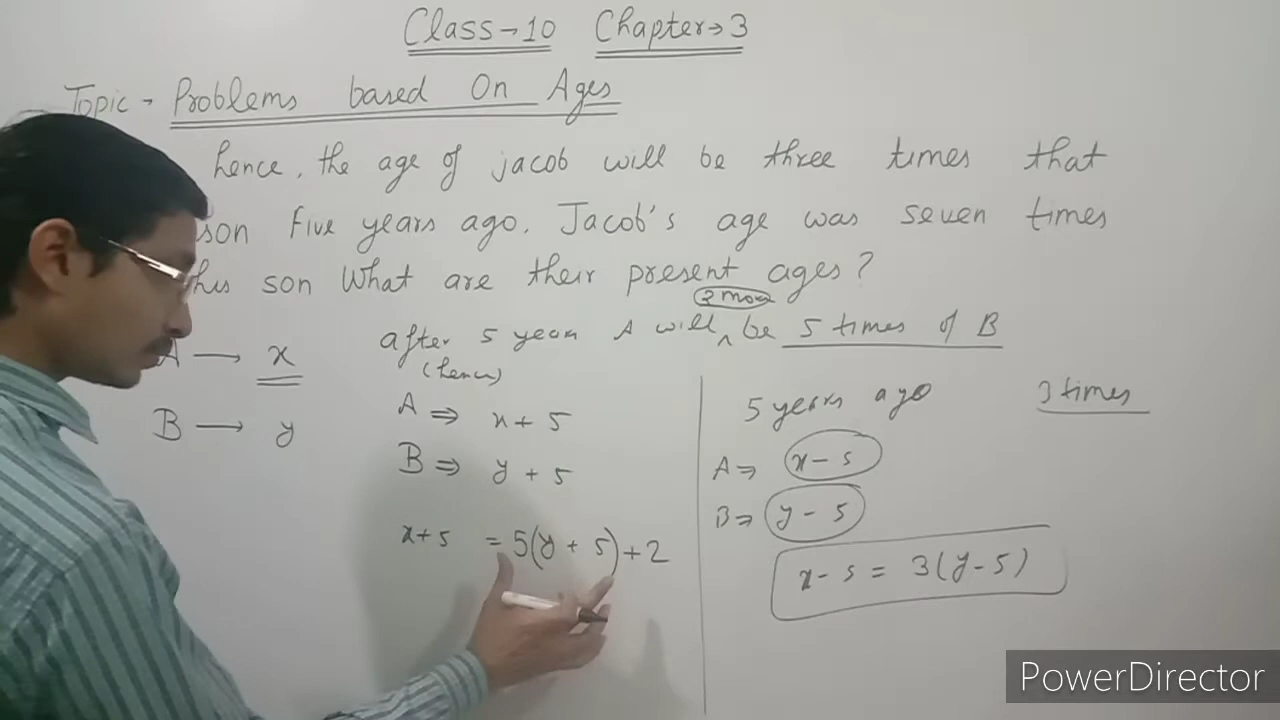 Class → 10 Chapter → 3
Topic - Problems based On Ages
hence, the age of jacob will be three times that
son Five years ago. Jacob's age was seven times
his son What are their present ages?
2 more
after 5 years A will ^ be 5 times of B
(hence)
A → x
B → y
A ⇒ x + 5
B ⇒ y + 5
x+5 = 5(y + 5) + 2
5 years ago 3 times
A ⇒ x - 5
B ⇒ y - 5
x - 5 = 3(y - 5)
PowerDirector